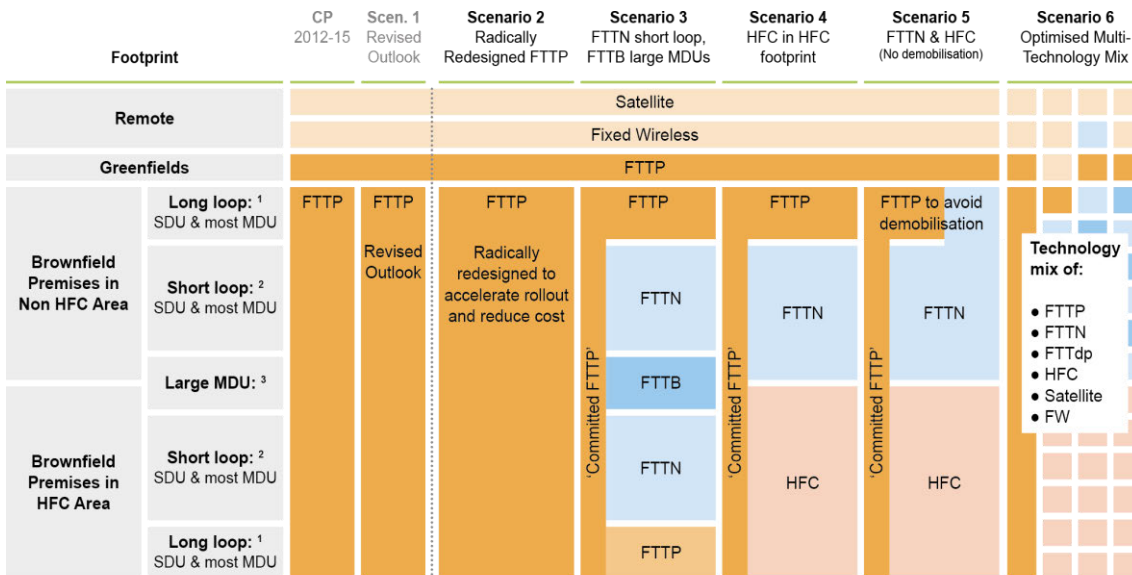 Footprint
CP
2012-15
Scen. 1
Revised
Outlook
Scenario 2
Radically
Redesigned FTTP
Scenario 3
FTTN short loop,
FTTB large MDUs
Scenario 4
HFC in HFC
footprint
Scenario 5
FTTN & HFC
(No demobilisation)
Scenario 6
Optimised Multi-
Technology Mix
Remote
Satellite
Fixed Wireless
Greenfields
FTTP
Brownfield
Premises in
Non HFC Area
Long loop: 1
SDU & most MDU
Short loop: 2
SDU & most MDU
Large MDU: 3
Brownfield
Premises in
HFC Area
Short loop: 2
SDU & most MDU
Long loop: 1
SDU & most MDU
FTTP
FTTP
Revised
Outlook
FTTP
Radically
redesigned to
accelerate rollout
and reduce cost
FTTP
'Committed FTTP'
FTTN
FTTB
FTTN
FTTP
FTTP
'Committed FTTP'
FTTN
HFC
FTTP to avoid
demobilisation
'Committed FTTP'
FTTN
HFC
Technology
mix of:
● FTTP
● FTTN
● FTTdp
● HFC
● Satellite
● FW